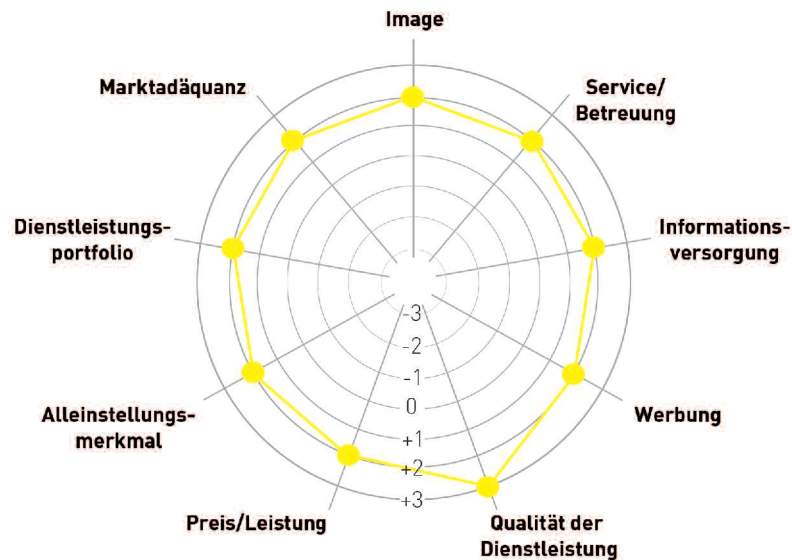 Image
Marktadäquanz
Service/
Betreuung
Dienstleistungs-
portfolio
Informations-
versorgung
-3
-2
-1
0
+1
+2
+3
Alleinstellungs-
merkmal
Werbung
Preis/Leistung
Qualität der
Dienstleistung